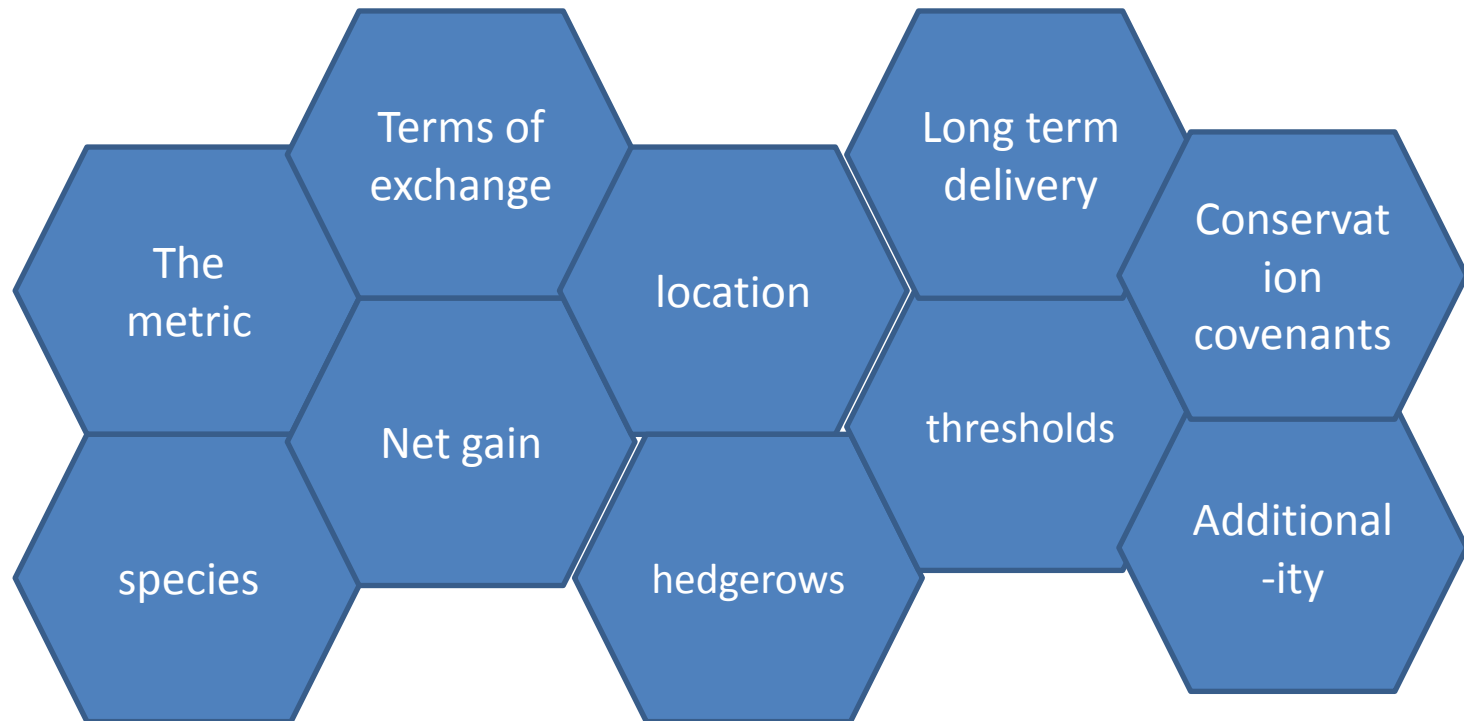 Terms of
exchange
Long term
delivery
The
metric
location
Conservat
ion
covenants
Net gain
thresholds
species
hedgerows
Additional
-ity